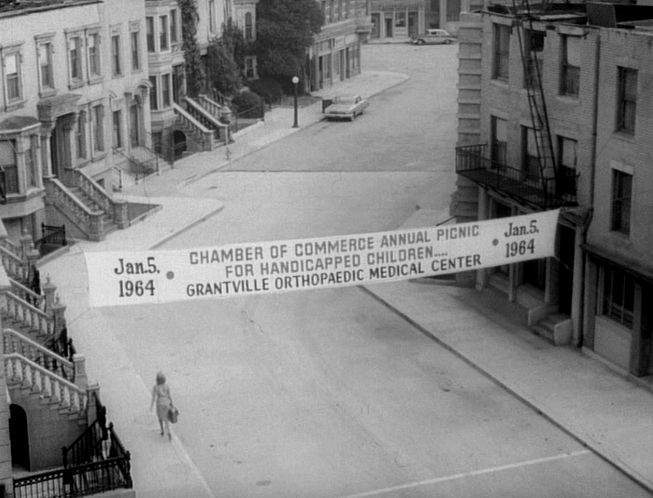 Jan.5, 1964
CHAMBER OF COMMERCE ANNUAL PICNIC
FOR HANDICAPPED CHILDREN....
GRANTVILLE ORTHOPAEDIC MEDICAL CENTER
Jan.5, 1964